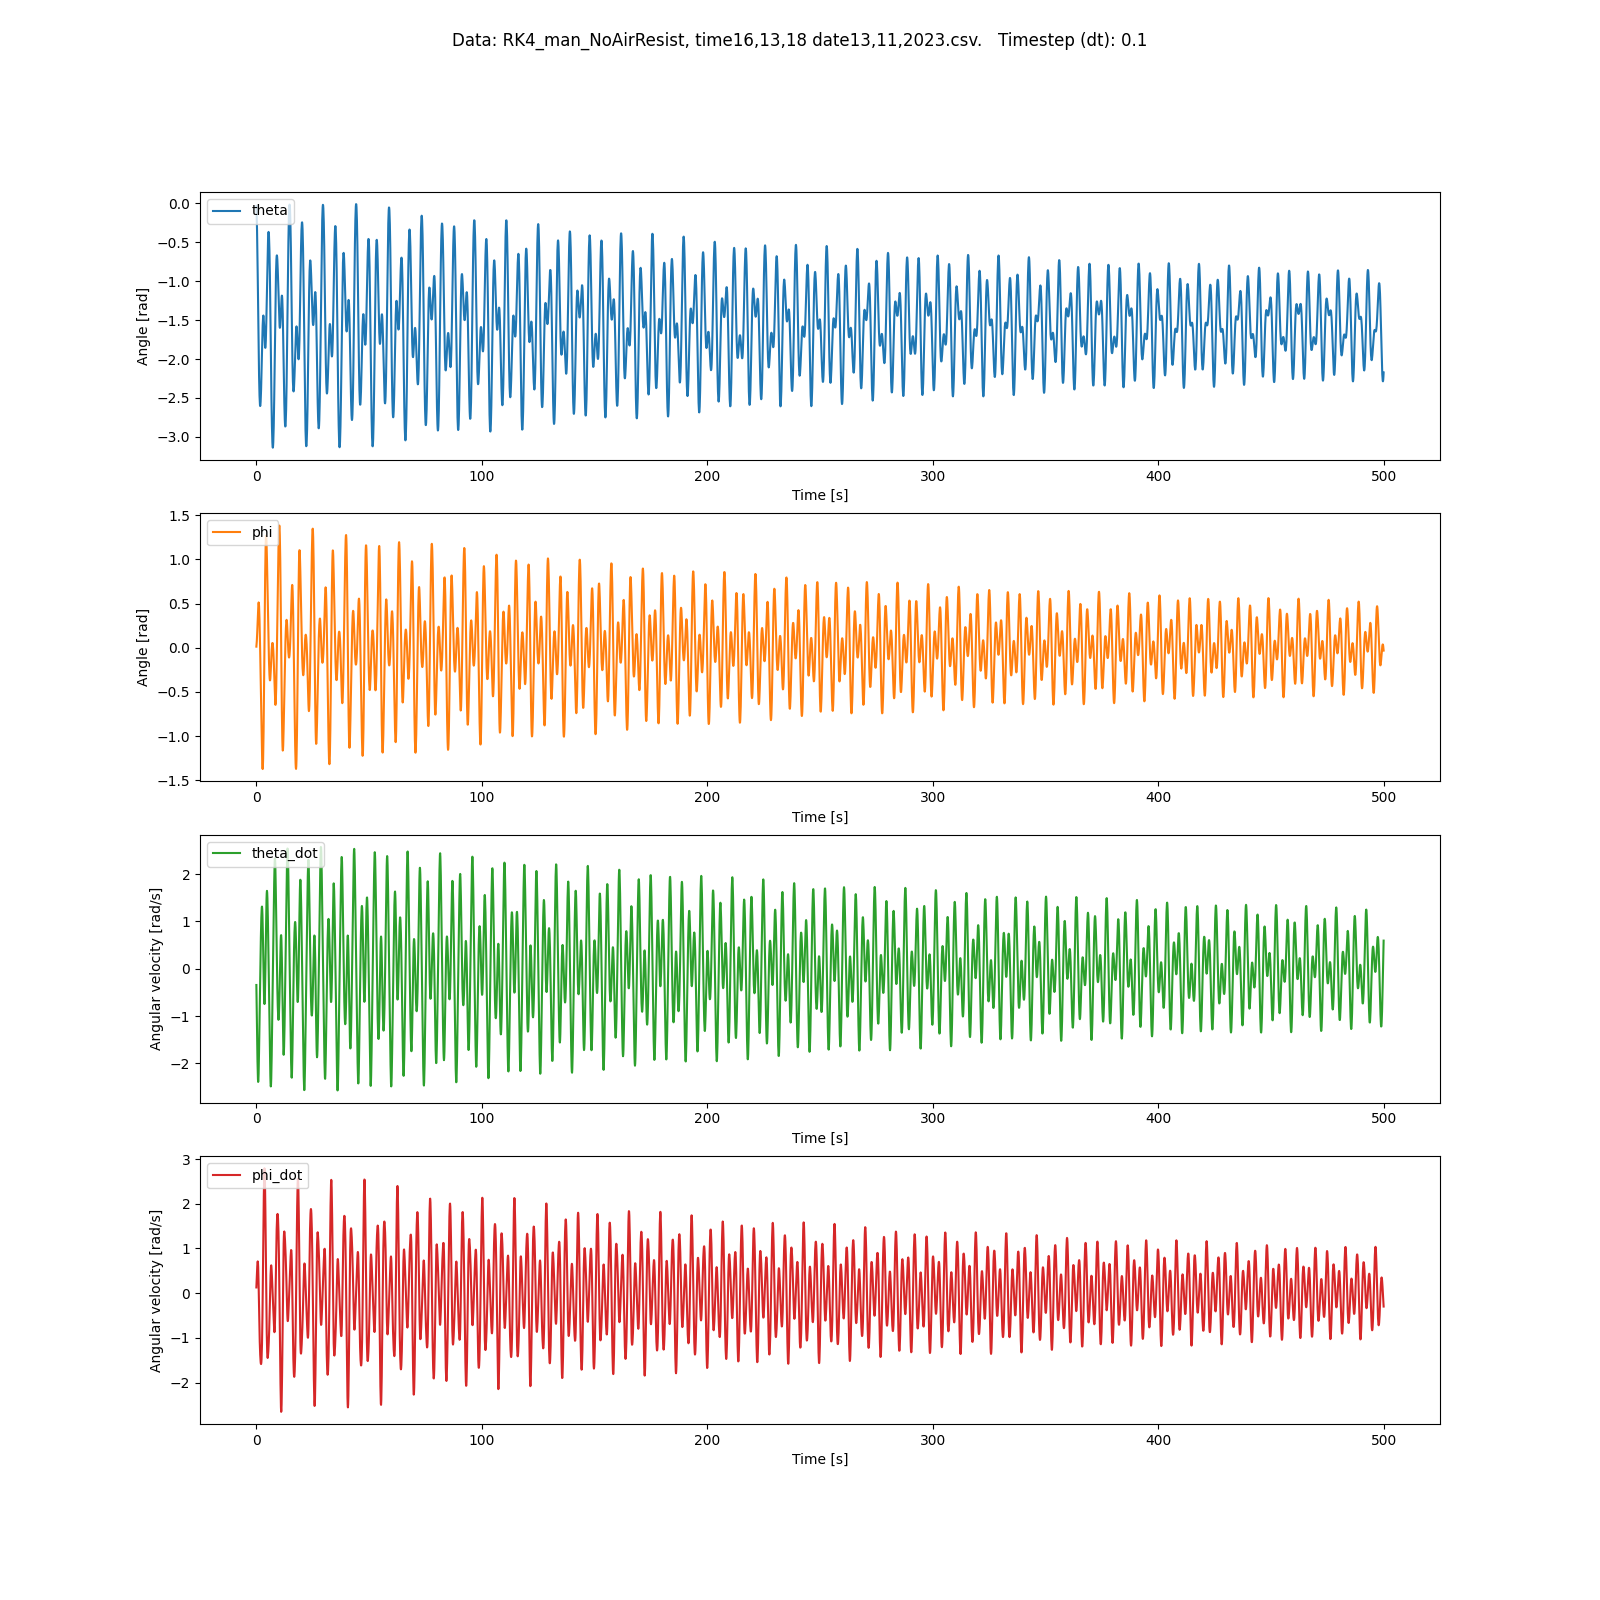 Data: RK4_man_NoAirResist, time16,13,18 date13,11,2023.csv.   Timestep (dt): 0.1
theta
0.0
−0.5
−1.0
−1.5
−2.0
−2.5
−3.0
Angle [rad]
0 100 200 300 400 500
Time [s]
phi
1.5
1.0
0.5
0.0
−0.5
−1.0
−1.5
Angle [rad]
0 100 200 300 400 500
Time [s]
theta_dot
2
1
0
−1
−2
Angular velocity [rad/s]
0 100 200 300 400 500
Time [s]
phi_dot
3
2
1
0
−1
−2
Angular velocity [rad/s]
0 100 200 300 400 500
Time [s]